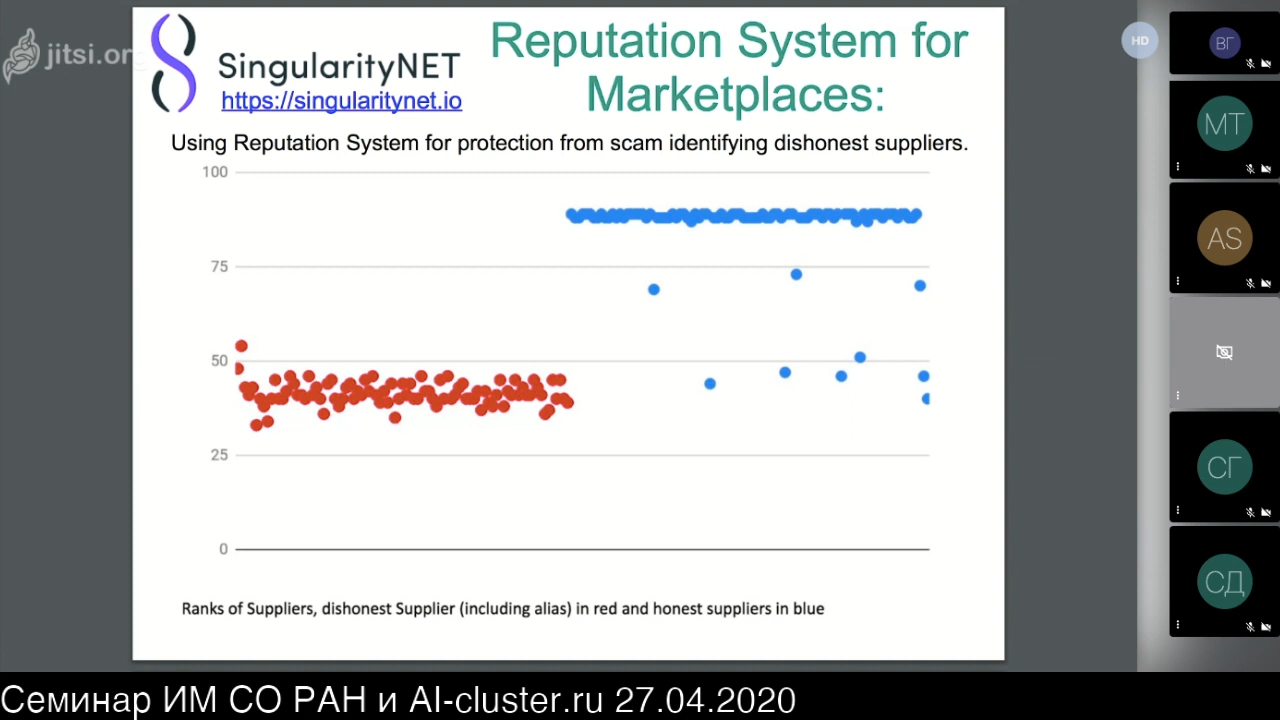 jitsi.org
SingularityNET
https://singularitynet.io
Reputation System for
Marketplaces:
Using Reputation System for protection from scam identifying dishonest suppliers.
100
75
50
25
0
Ranks of Suppliers, dishonest Supplier (including alias) in red and honest suppliers in blue
HD
ВГ
МТ
AS
СГ
СД
Семинар ИМ СО РАН и AI-cluster.ru 27.04.2020